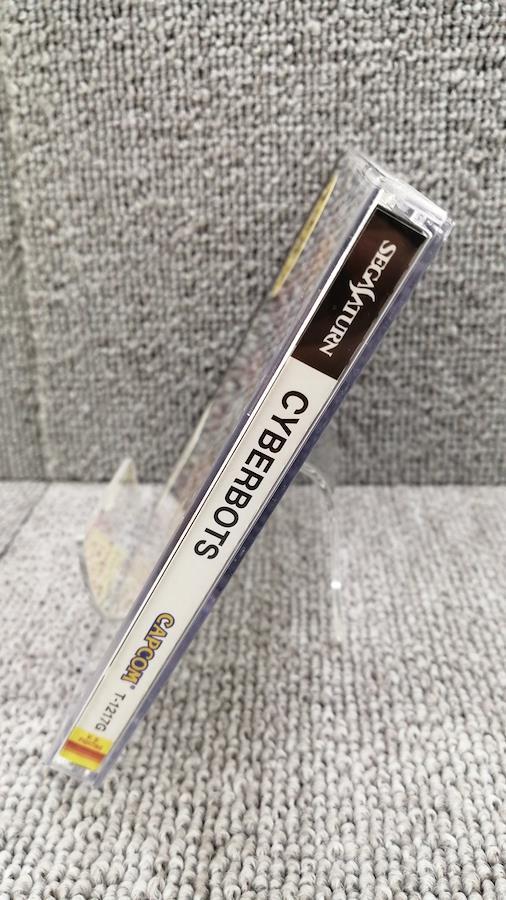 SEGA SATURN
CYBERBOTS
CAPCOM® T-1217G